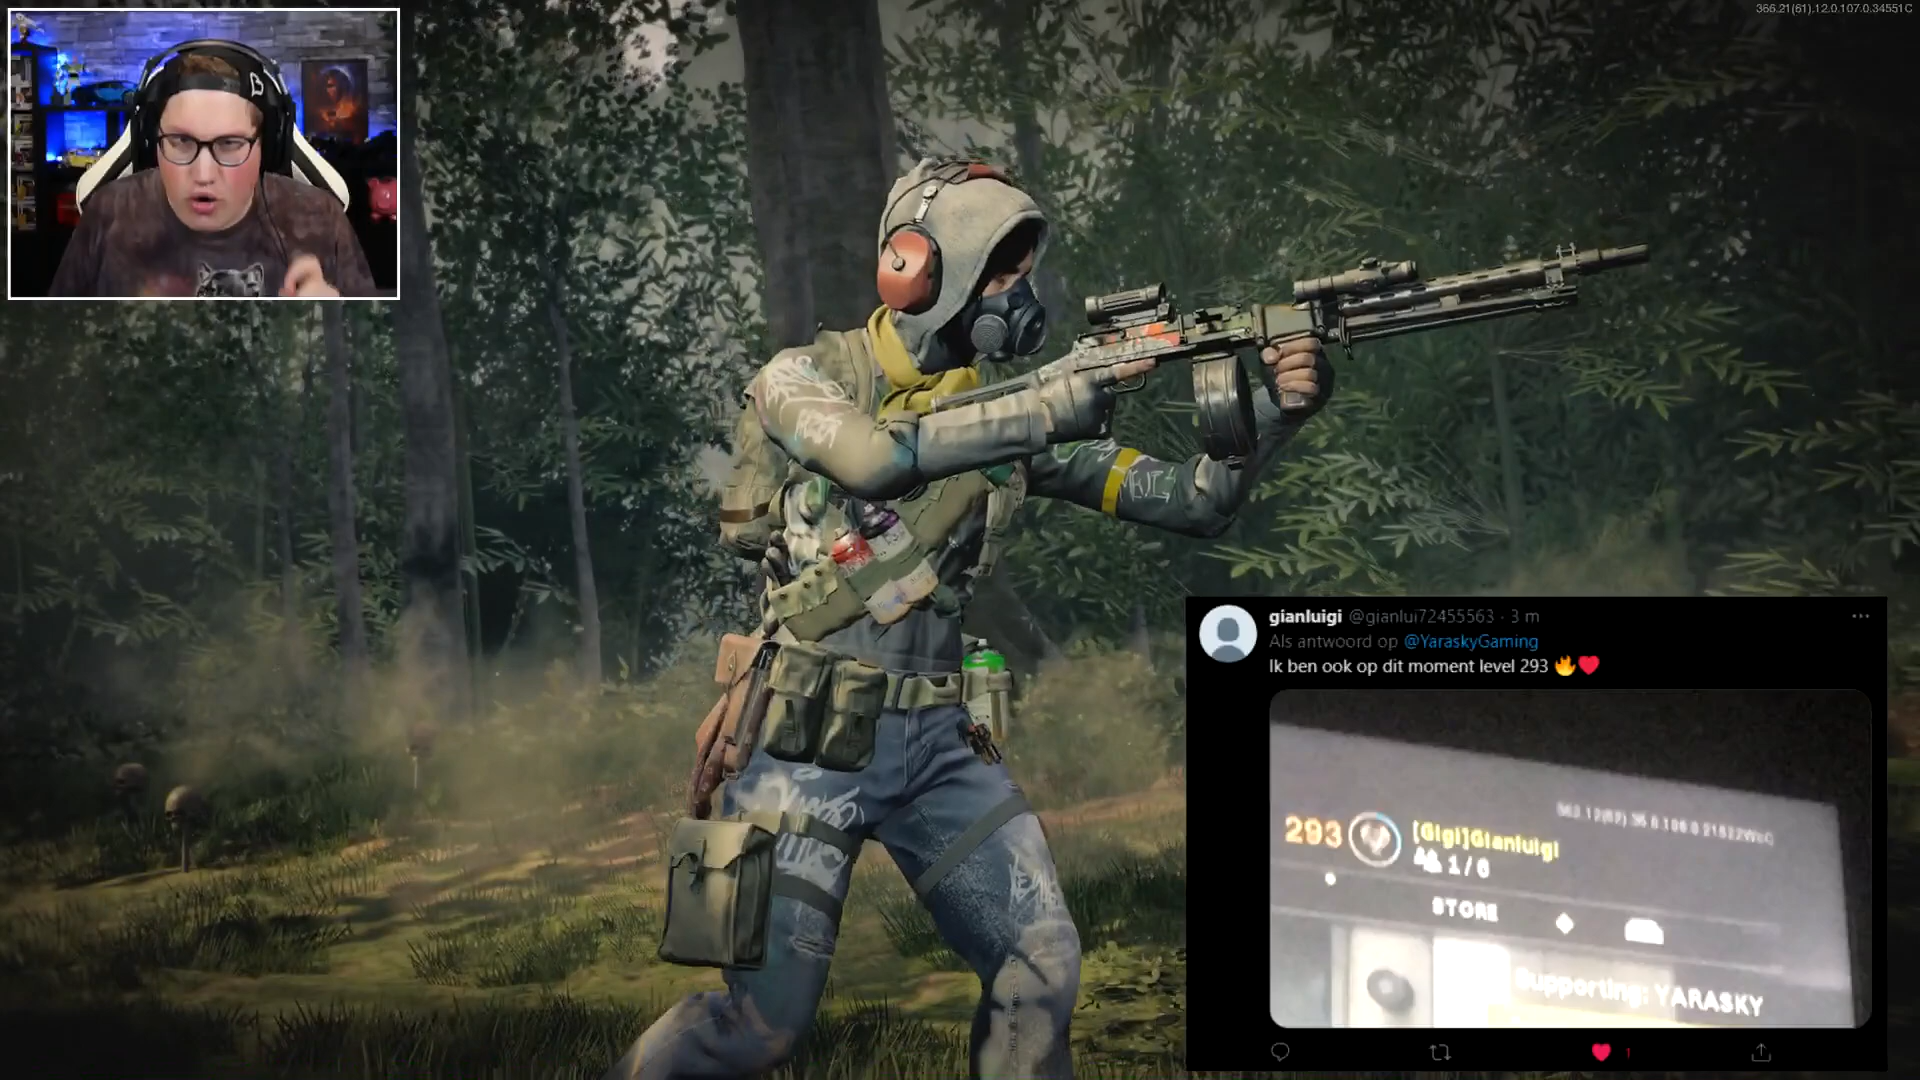 366.21(61).12.0.107.0.34551C
gianluigi @gianlui72455563 · 3 m
Als antwoord op @YaraskyGaming
Ik ben ook op dit moment level 293 🔥❤️
293 [Gigi]Gianluigi
1 / 6
STORE
Supporting: YARASKY
1